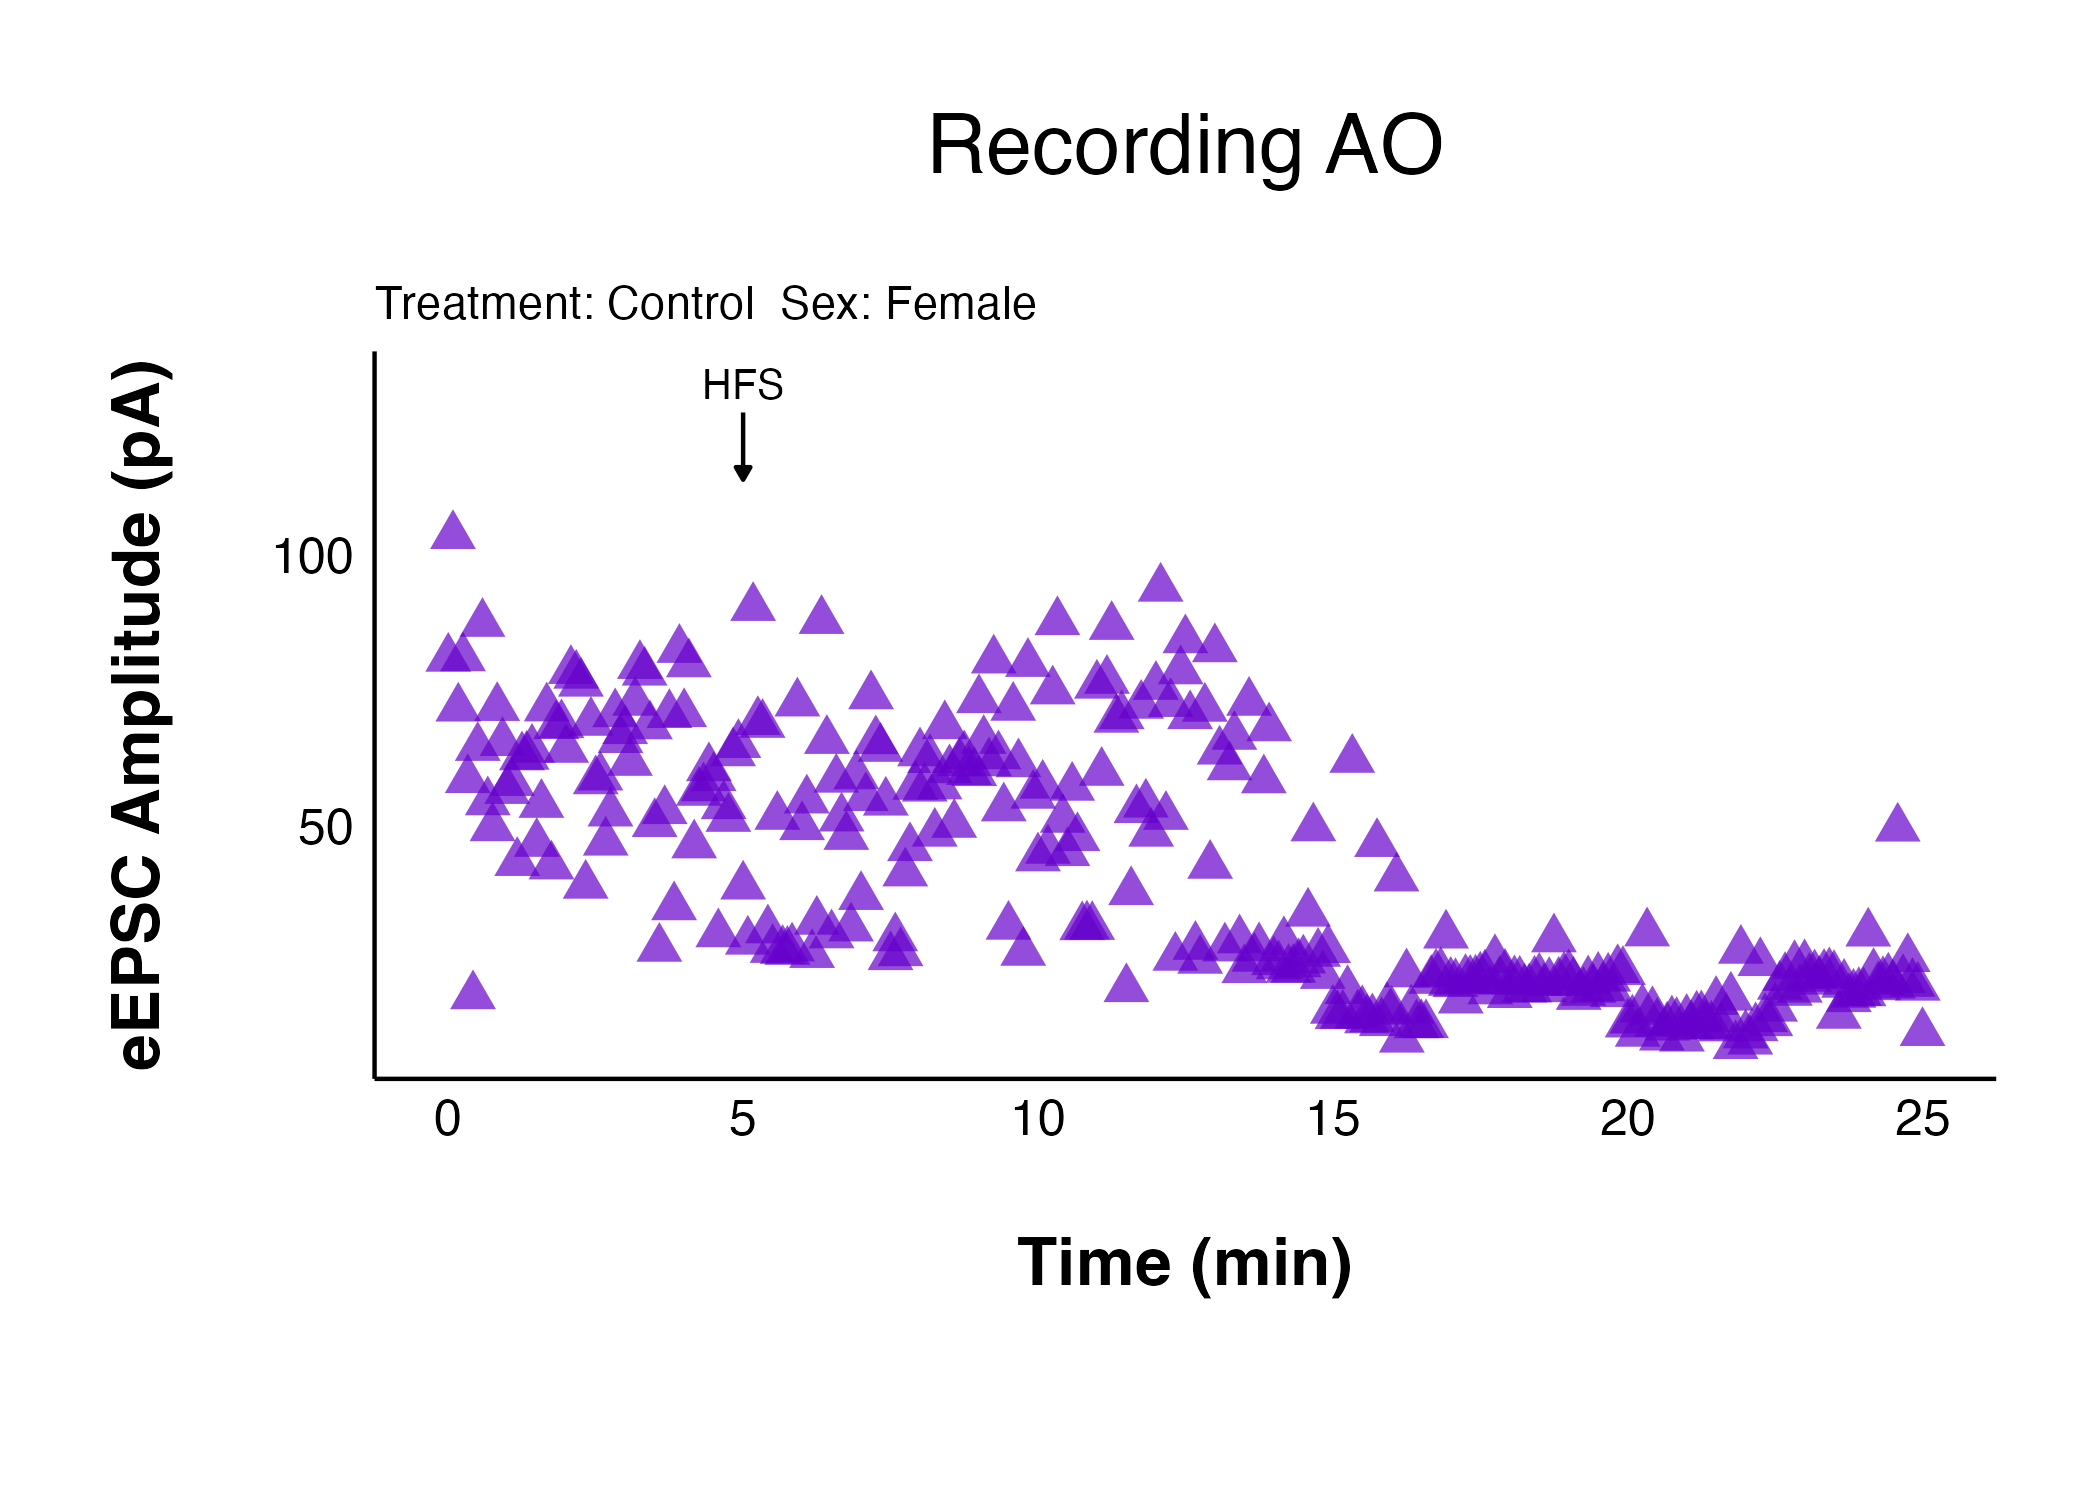 Recording AO
Treatment: Control  Sex: Female
HFS
eEPSC Amplitude (pA)
100
50
0 5 10 15 20 25
Time (min)